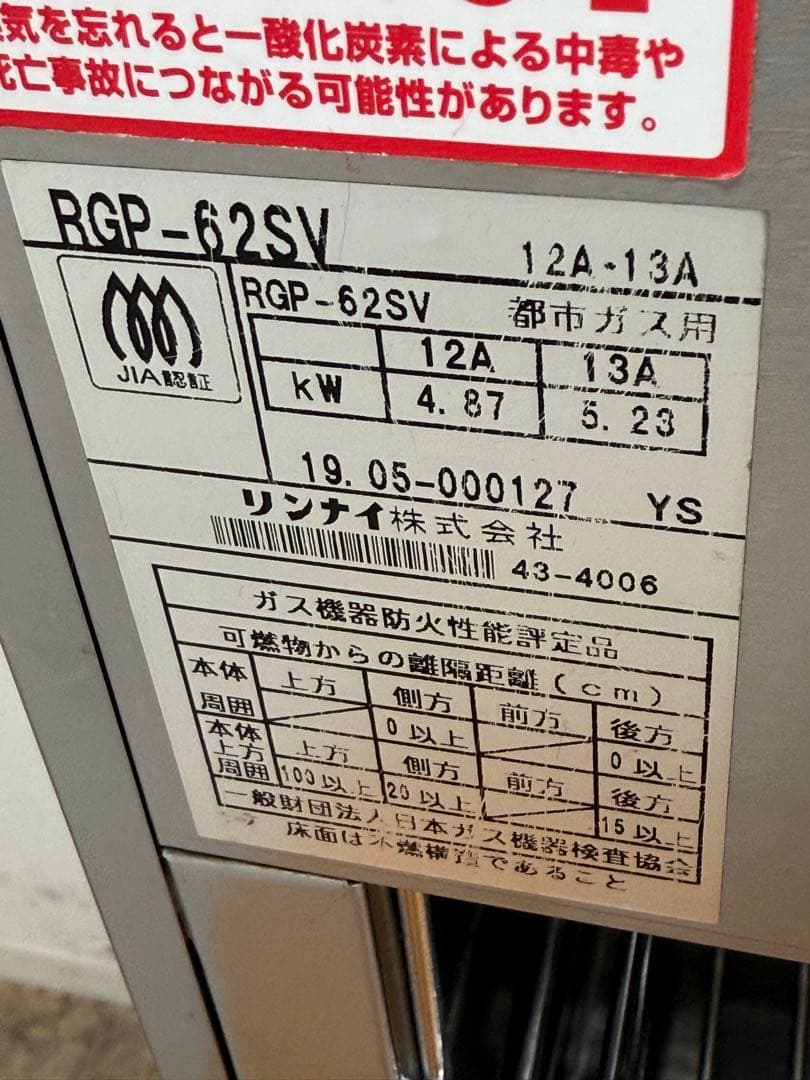 気を忘れると一酸化炭素による中毒や
死亡事故につながる可能性があります。
RGP-62SV 12A・13A
JIA認証
RGP-62SV 都市ガス用
12A 13A
kW 4.87 5.23
19.05-000127 YS
リンナイ株式会社
43-4006
ガス機器防火性能評定品
可燃物からの離隔距離(cm)
本体周囲 上方 側方 前方 後方
0以上 0以上
本体上方周囲 上方 側方 前方 後方
100以上 20以上 15以上
一般財団法人日本ガス機器検査協会
床面は不燃構造であること